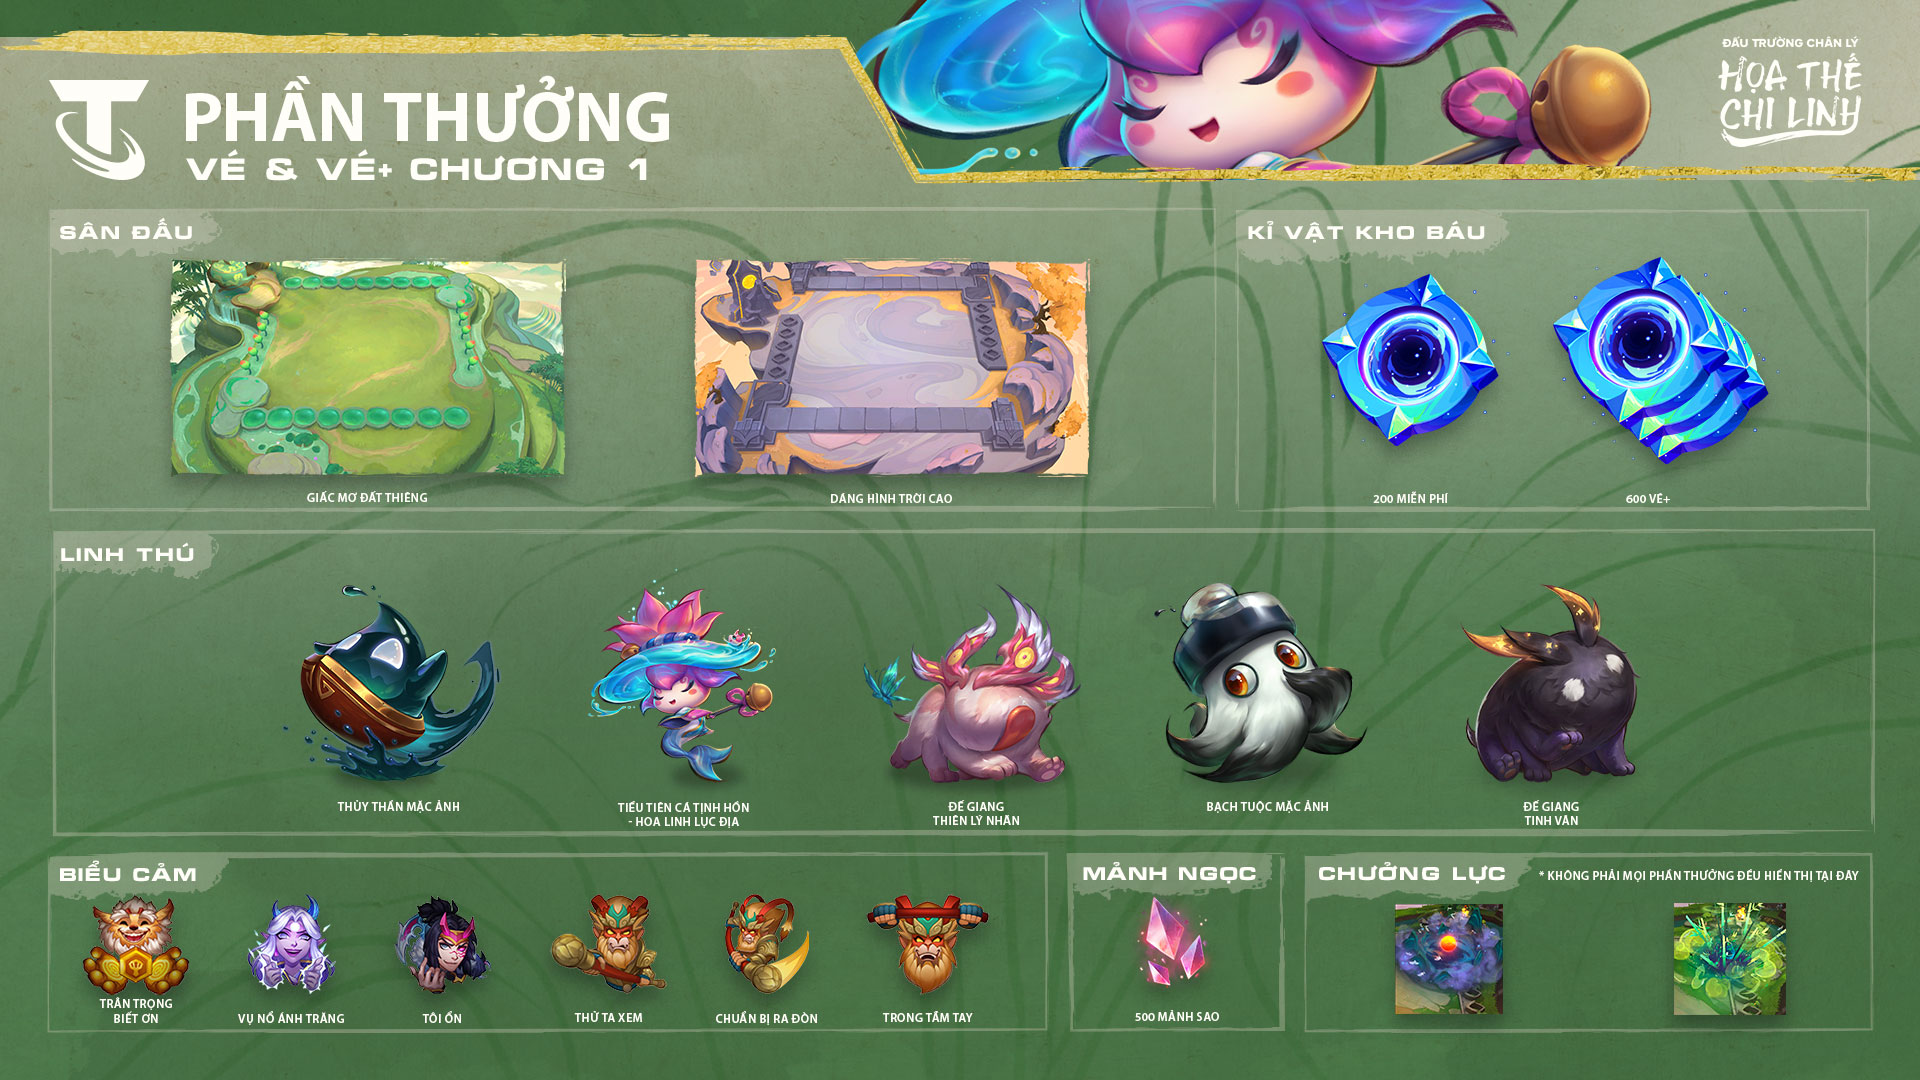 ĐẤU TRƯỜNG CHÂN LÝ
HỌA THẾ
CHI LINH
PHẦN THƯỞNG
VÉ & VÉ+ CHƯƠNG 1
SÂN ĐẤU
GIẤC MƠ ĐẤT THIÊNG
DÁNG HÌNH TRỜI CAO
KỈ VẬT KHO BÁU
200 MIỄN PHÍ
600 VÉ+
LINH THÚ
THỦY THẦN MẶC ẢNH
TIỂU TIÊN CÁ TỊNH HỒN
- HOA LINH LỤC ĐỊA
ĐẾ GIANG
THIÊN LÝ NHÃN
BẠCH TUỘC MẶC ẢNH
ĐẾ GIANG
TINH VÂN
BIỂU CẢM
TRÂN TRỌNG
BIẾT ƠN
VỤ NỔ ÁNH TRĂNG
TÔI ỔN
THỬ TA XEM
CHUẨN BỊ RA ĐÒN
TRONG TẦM TAY
MẢNH NGỌC
500 MẢNH SAO
CHƯỞNG LỰC
* KHÔNG PHẢI MỌI PHẦN THƯỞNG ĐỀU HIỂN THỊ TẠI ĐÂY